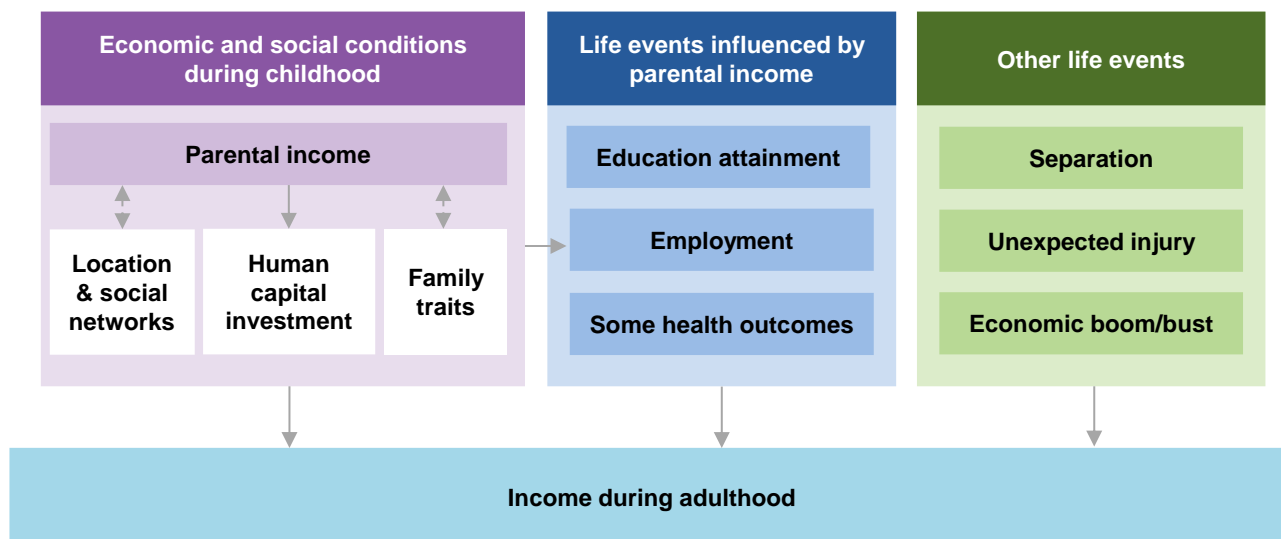 Economic and social conditions
during childhood
Parental income
Location
& social
networks
Human
capital
investment
Family
traits
Life events influenced by
parental income
Education attainment
Employment
Some health outcomes
Other life events
Separation
Unexpected injury
Economic boom/bust
Income during adulthood